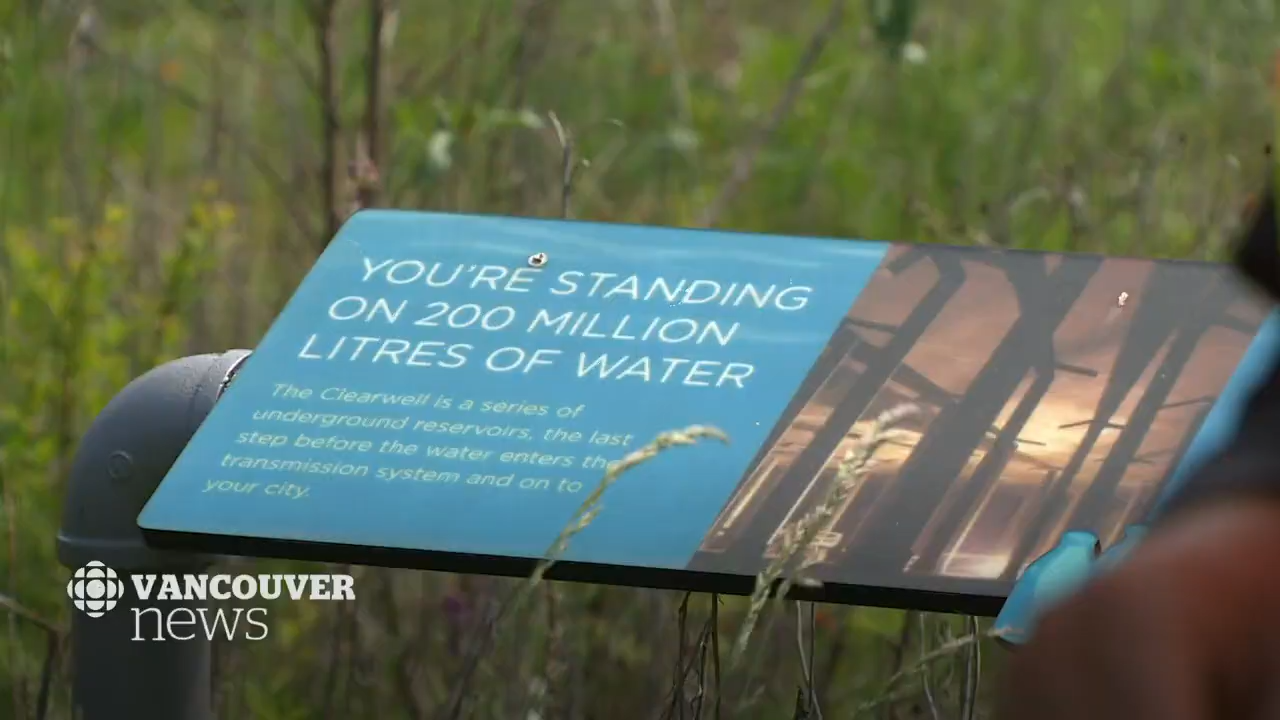 YOU'RE STANDING
ON 200 MILLION
LITRES OF WATER
The Clearwell is a series of
underground reservoirs, the last
step before the water enters the
transmission system and on to
your city.
VANCOUVER
news